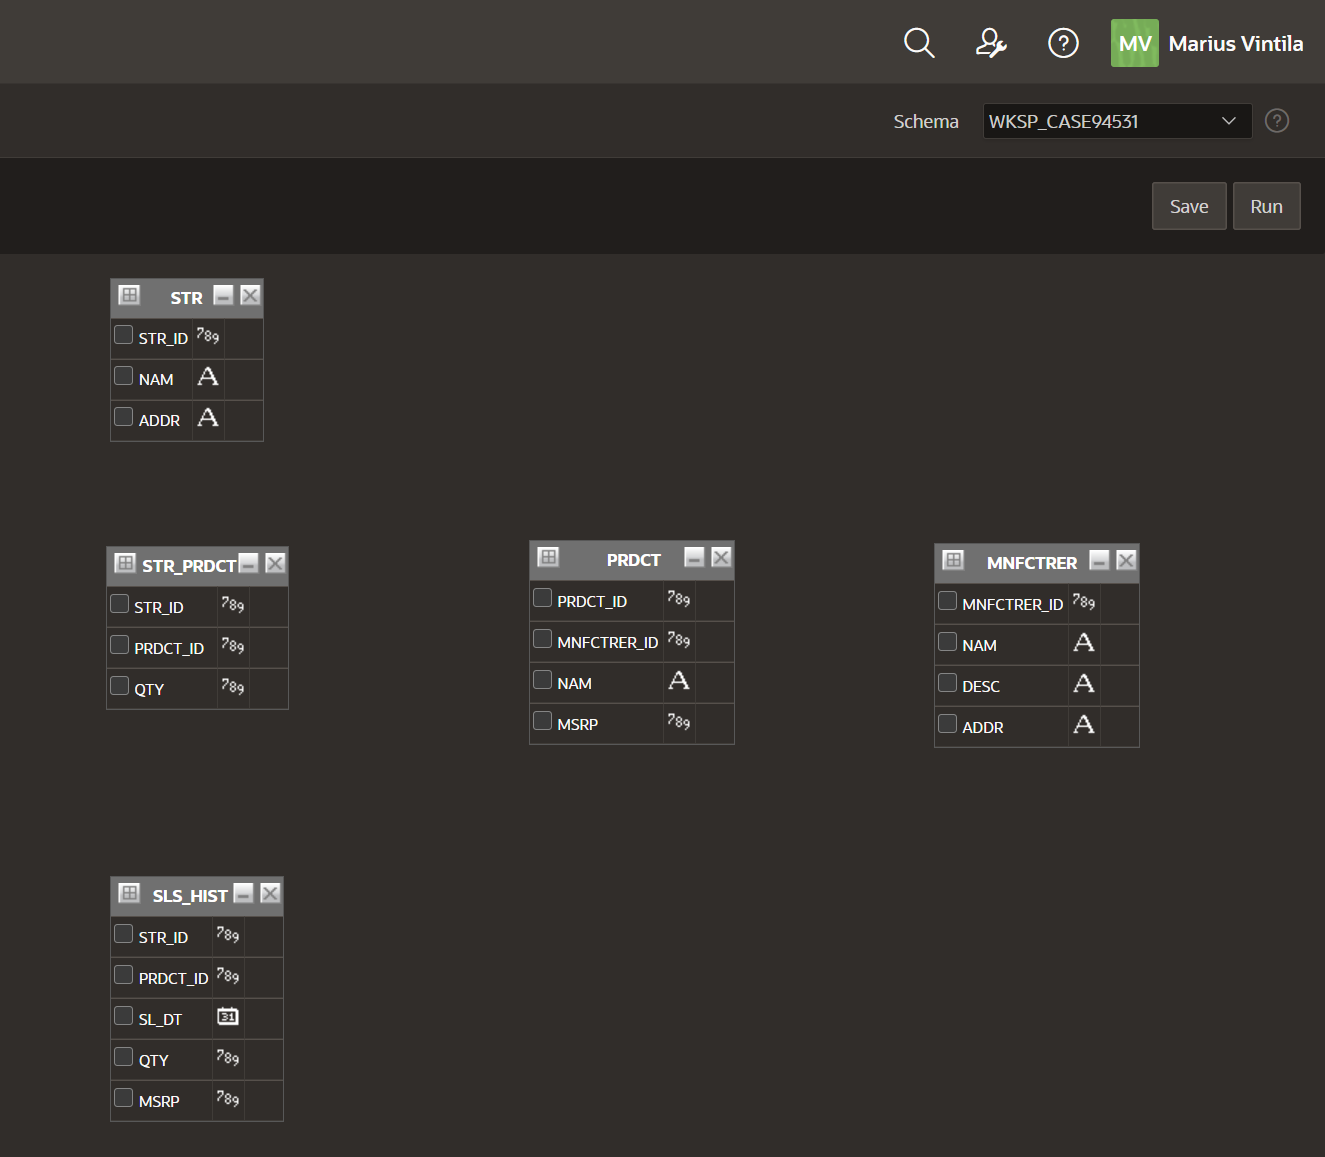 MV Marius Vintila
Schema WKSP_CASE94531
Save Run
STR
STR_ID 789
NAM A
ADDR A
STR_PRDCT
STR_ID 789
PRDCT_ID 789
QTY 789
PRDCT
PRDCT_ID 789
MNFCTRER_ID 789
NAM A
MSRP 789
MNFCTRER
MNFCTRER_ID 789
NAM A
DESC A
ADDR A
SLS_HIST
STR_ID 789
PRDCT_ID 789
SL_DT 31
QTY 789
MSRP 789